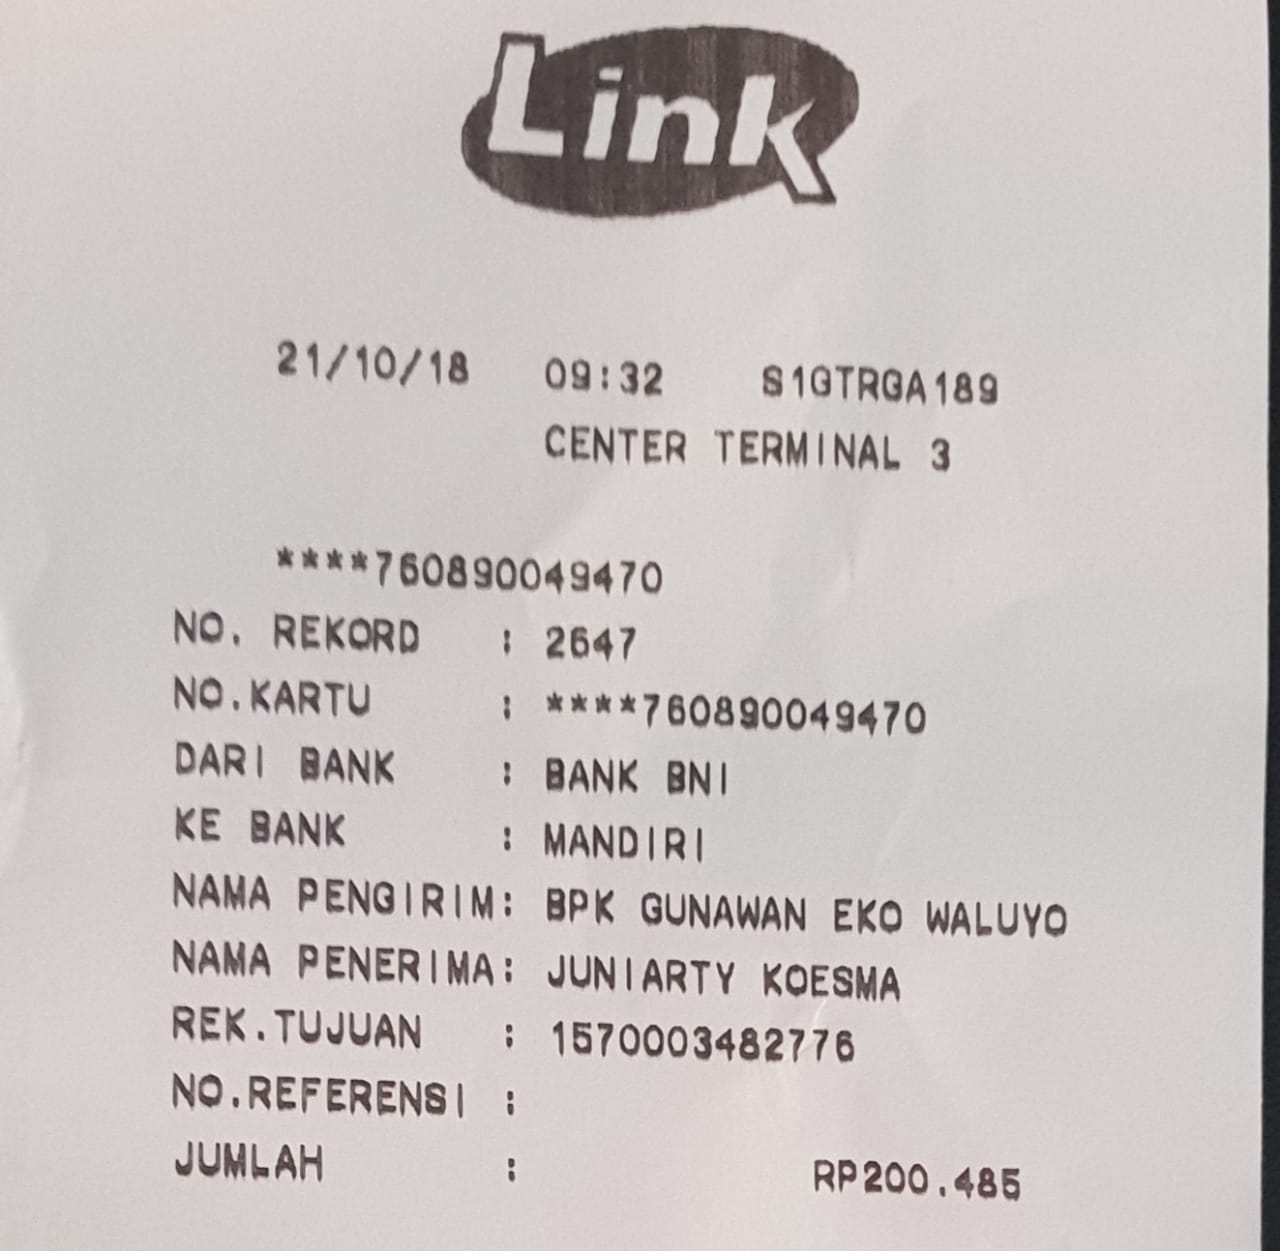 Link
21/10/18 09:32 S1GTRGA189
CENTER TERMINAL 3
****760890049470
NO. REKORD : 2647
NO.KARTU : ****760890049470
DARI BANK : BANK BNI
KE BANK : MANDIRI
NAMA PENGIRIM: BPK GUNAWAN EKO WALUYO
NAMA PENERIMA: JUNIARTY KOESMA
REK.TUJUAN : 1570003482776
NO.REFERENSI :
JUMLAH : RP200.485